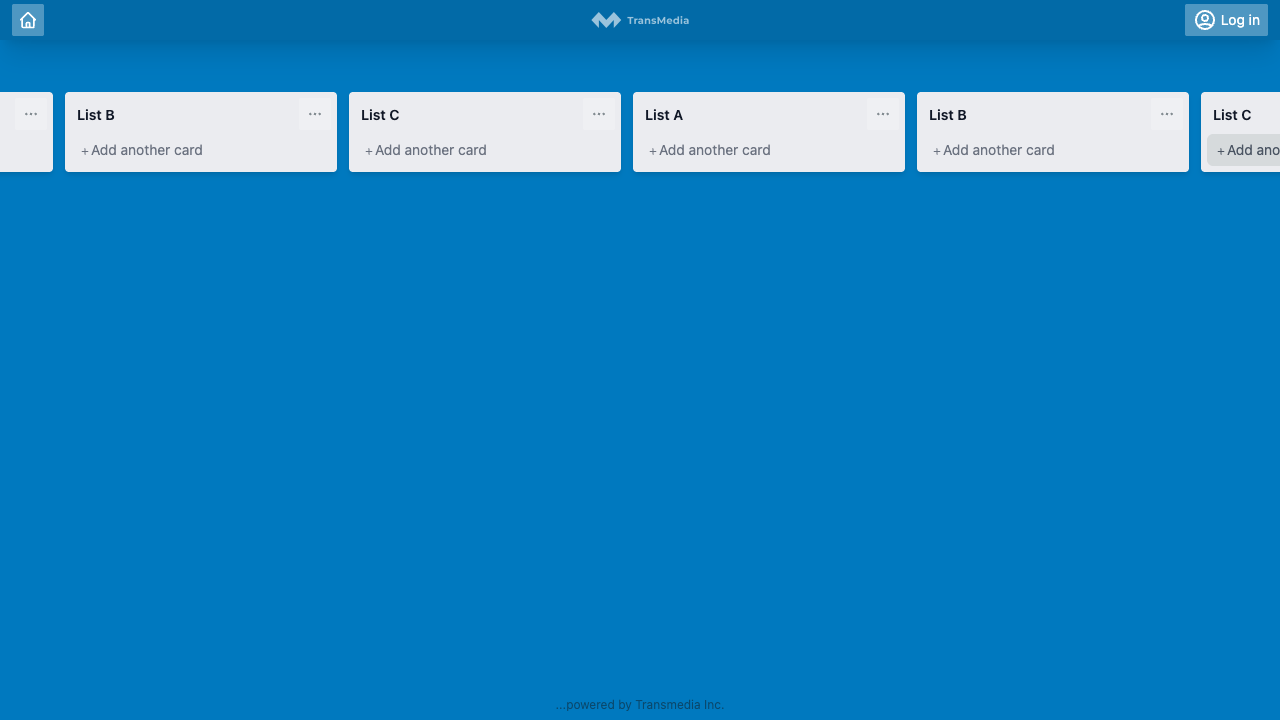 TransMedia
Log in
List B
List C
List A
List B
List C
+ Add another card
+ Add another card
+ Add another card
+ Add another card
+ Add ano
...powered by Transmedia Inc.